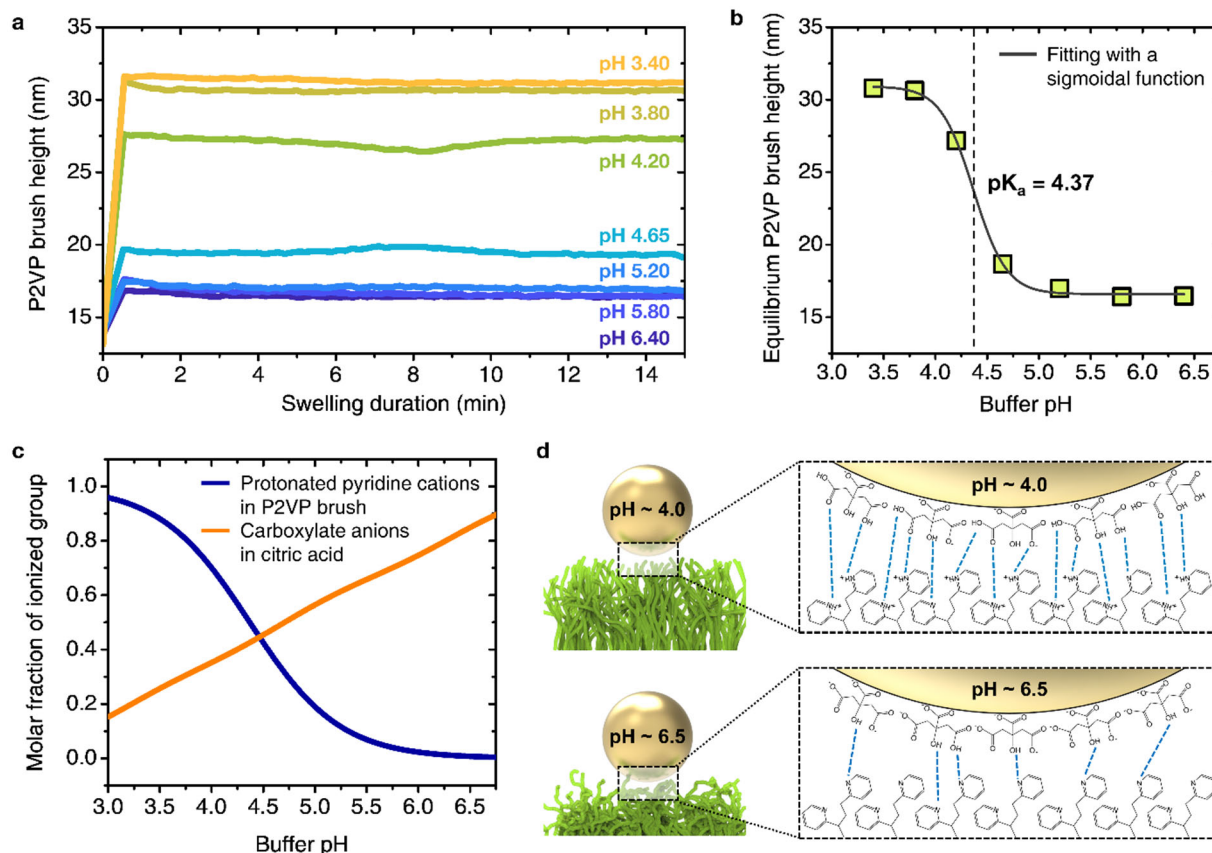 a
P2VP brush height (nm)
35
30
25
20
15
pH 3.40
pH 3.80
pH 4.20
pH 4.65
pH 5.20
pH 5.80
pH 6.40
0
2
4
6
8
10
12
14
Swelling duration (min)
b
Equilibrium P2VP brush height (nm)
35
30
25
20
15
Fitting with a
sigmoidal function
pKa = 4.37
3.0
3.5
4.0
4.5
5.0
5.5
6.0
6.5
Buffer pH
c
Molar fraction of ionized group
1.0
0.8
0.6
0.4
0.2
0.0
Protonated pyridine cations
in P2VP brush
Carboxylate anions
in citric acid
3.0
3.5
4.0
4.5
5.0
5.5
6.0
6.5
Buffer pH
d
pH ~ 4.0
pH ~ 4.0
pH ~ 6.5
pH ~ 6.5